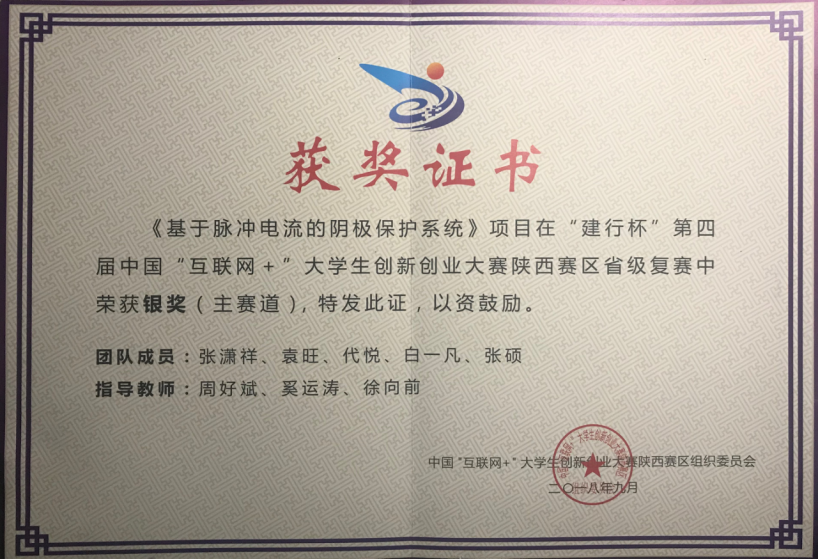 获奖证书
《基于脉冲电流的阴极保护系统》项目在“建行杯”第四
届中国“互联网+”大学生创新创业大赛陕西赛区省级复赛中
荣获银奖（主赛道），特发此证，以资鼓励。
团队成员：张潇祥、袁旺、代悦、白一凡、张硕
指导教师：周好斌、奚运涛、徐向前
中国“互联网+”大学生创新创业大赛陕西赛区组织委员会
二〇一八年九月